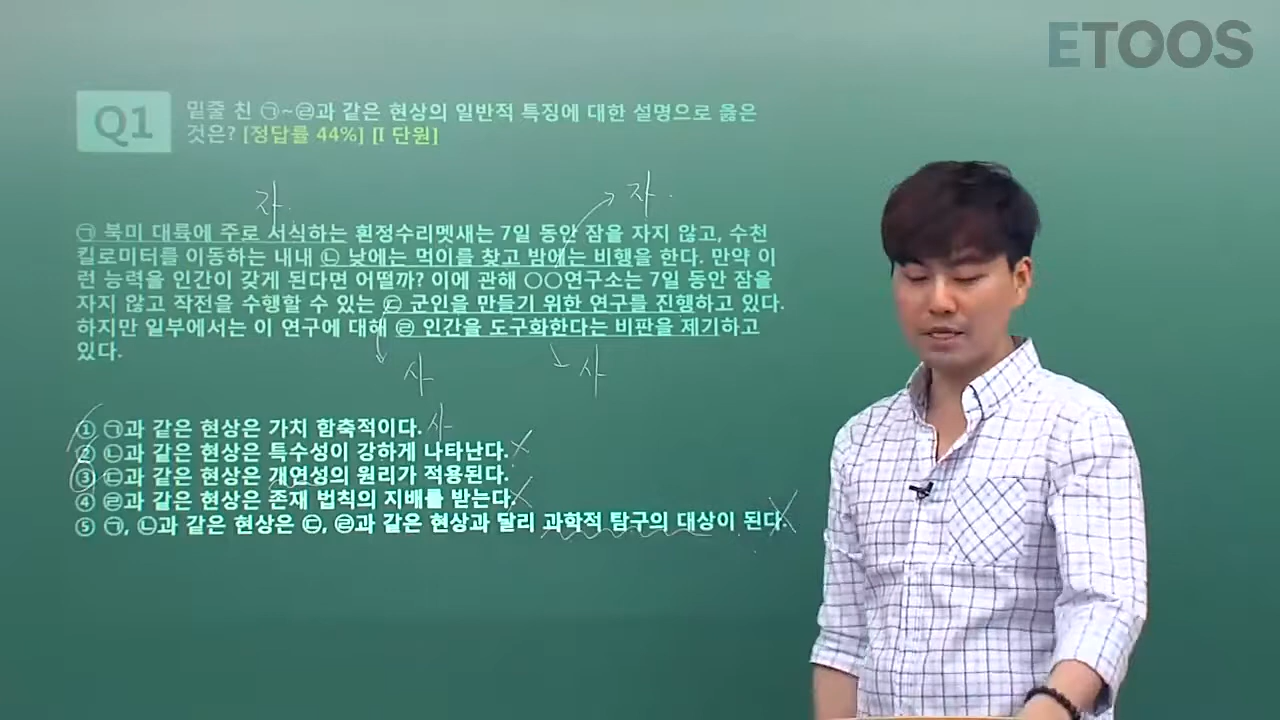 ETOOS
Q1
밑줄 친 ㉠~㉣과 같은 현상의 일반적 특징에 대한 설명으로 옳은
것은? [정답률 44%] [I 단원]
자.
자.
㉠ 북미 대륙에 주로 서식하는 흰정수리멧새는 7일 동안 잠을 자지 않고, 수천
킬로미터를 이동하는 내내 ㉡ 낮에는 먹이를 찾고 밤에는 비행을 한다. 만약 이
런 능력을 인간이 갖게 된다면 어떨까? 이에 관해 ○○연구소는 7일 동안 잠을
자지 않고 작전을 수행할 수 있는 ㉢ 군인을 만들기 위한 연구를 진행하고 있다.
하지만 일부에서는 이 연구에 대해 ㉣ 인간을 도구화한다는 비판을 제기하고
있다.
사
사
① ㉠과 같은 현상은 가치 함축적이다. 사
② ㉡과 같은 현상은 특수성이 강하게 나타난다.
③ ㉢과 같은 현상은 개연성의 원리가 적용된다.
④ ㉣과 같은 현상은 존재 법칙의 지배를 받는다.
⑤ ㉠, ㉡과 같은 현상은 ㉢, ㉣과 같은 현상과 달리 과학적 탐구의 대상이 된다.